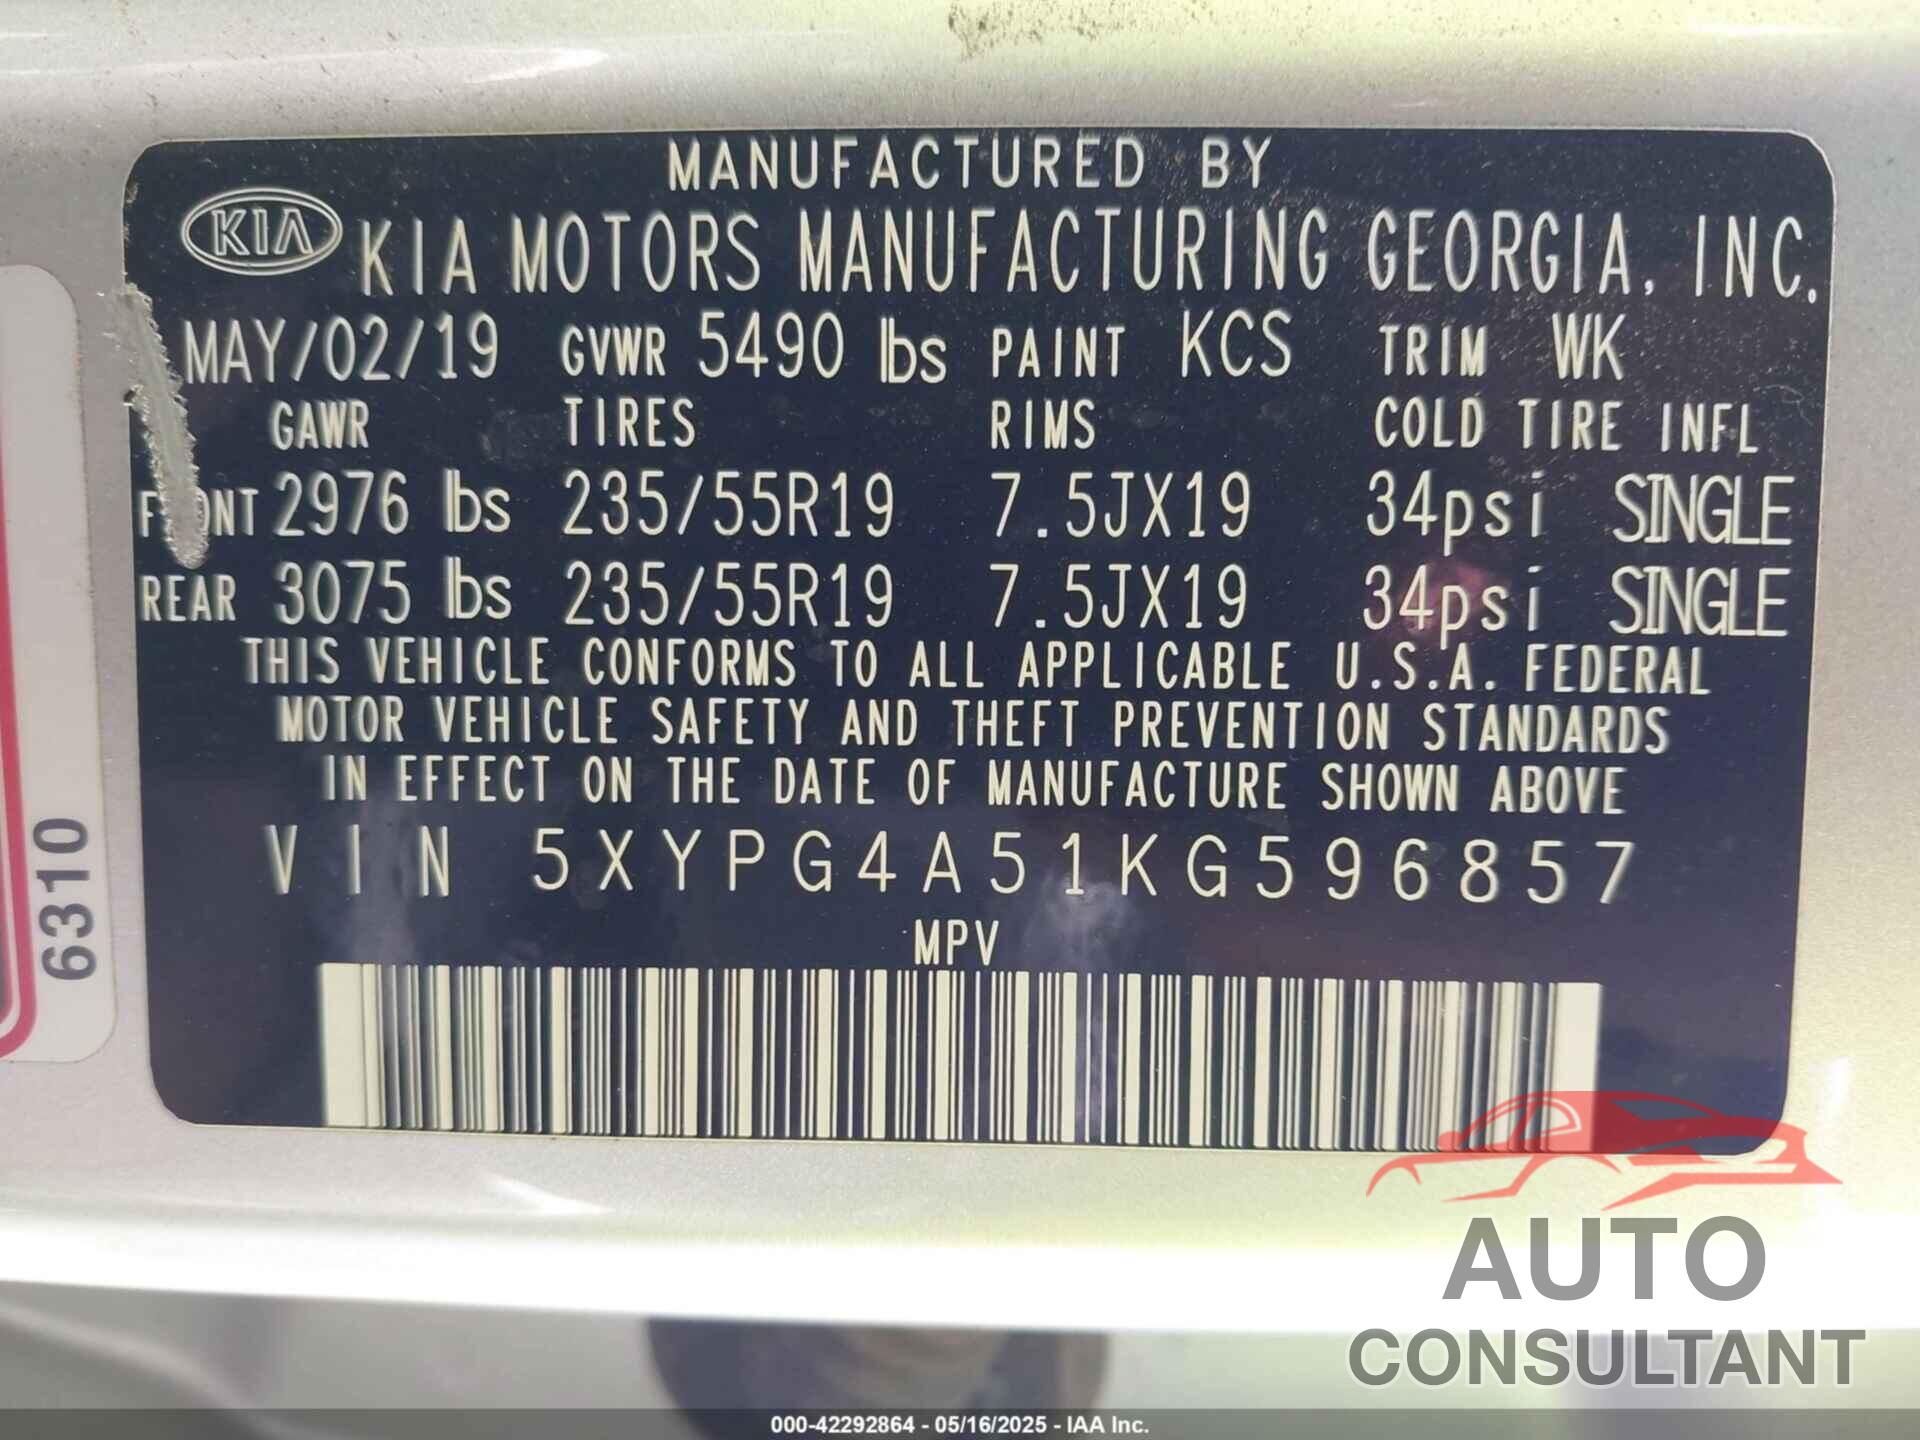 MANUFACTURED BY
KIA KIA MOTORS MANUFACTURING GEORGIA, INC.
MAY/02/19 GVWR 5490 lbs PAINT KCS TRIM WK
GAWR TIRES RIMS COLD TIRE INFL
FRONT 2976 lbs 235/55R19 7.5JX19 34psi SINGLE
REAR 3075 lbs 235/55R19 7.5JX19 34psi SINGLE
THIS VEHICLE CONFORMS TO ALL APPLICABLE U.S.A. FEDERAL
MOTOR VEHICLE SAFETY AND THEFT PREVENTION STANDARDS
IN EFFECT ON THE DATE OF MANUFACTURE SHOWN ABOVE
VIN 5XYPG4A51KG596857
MPV
6310
AUTO
CONSULTANT
000-42292864 - 05/16/2025 - IAA Inc.